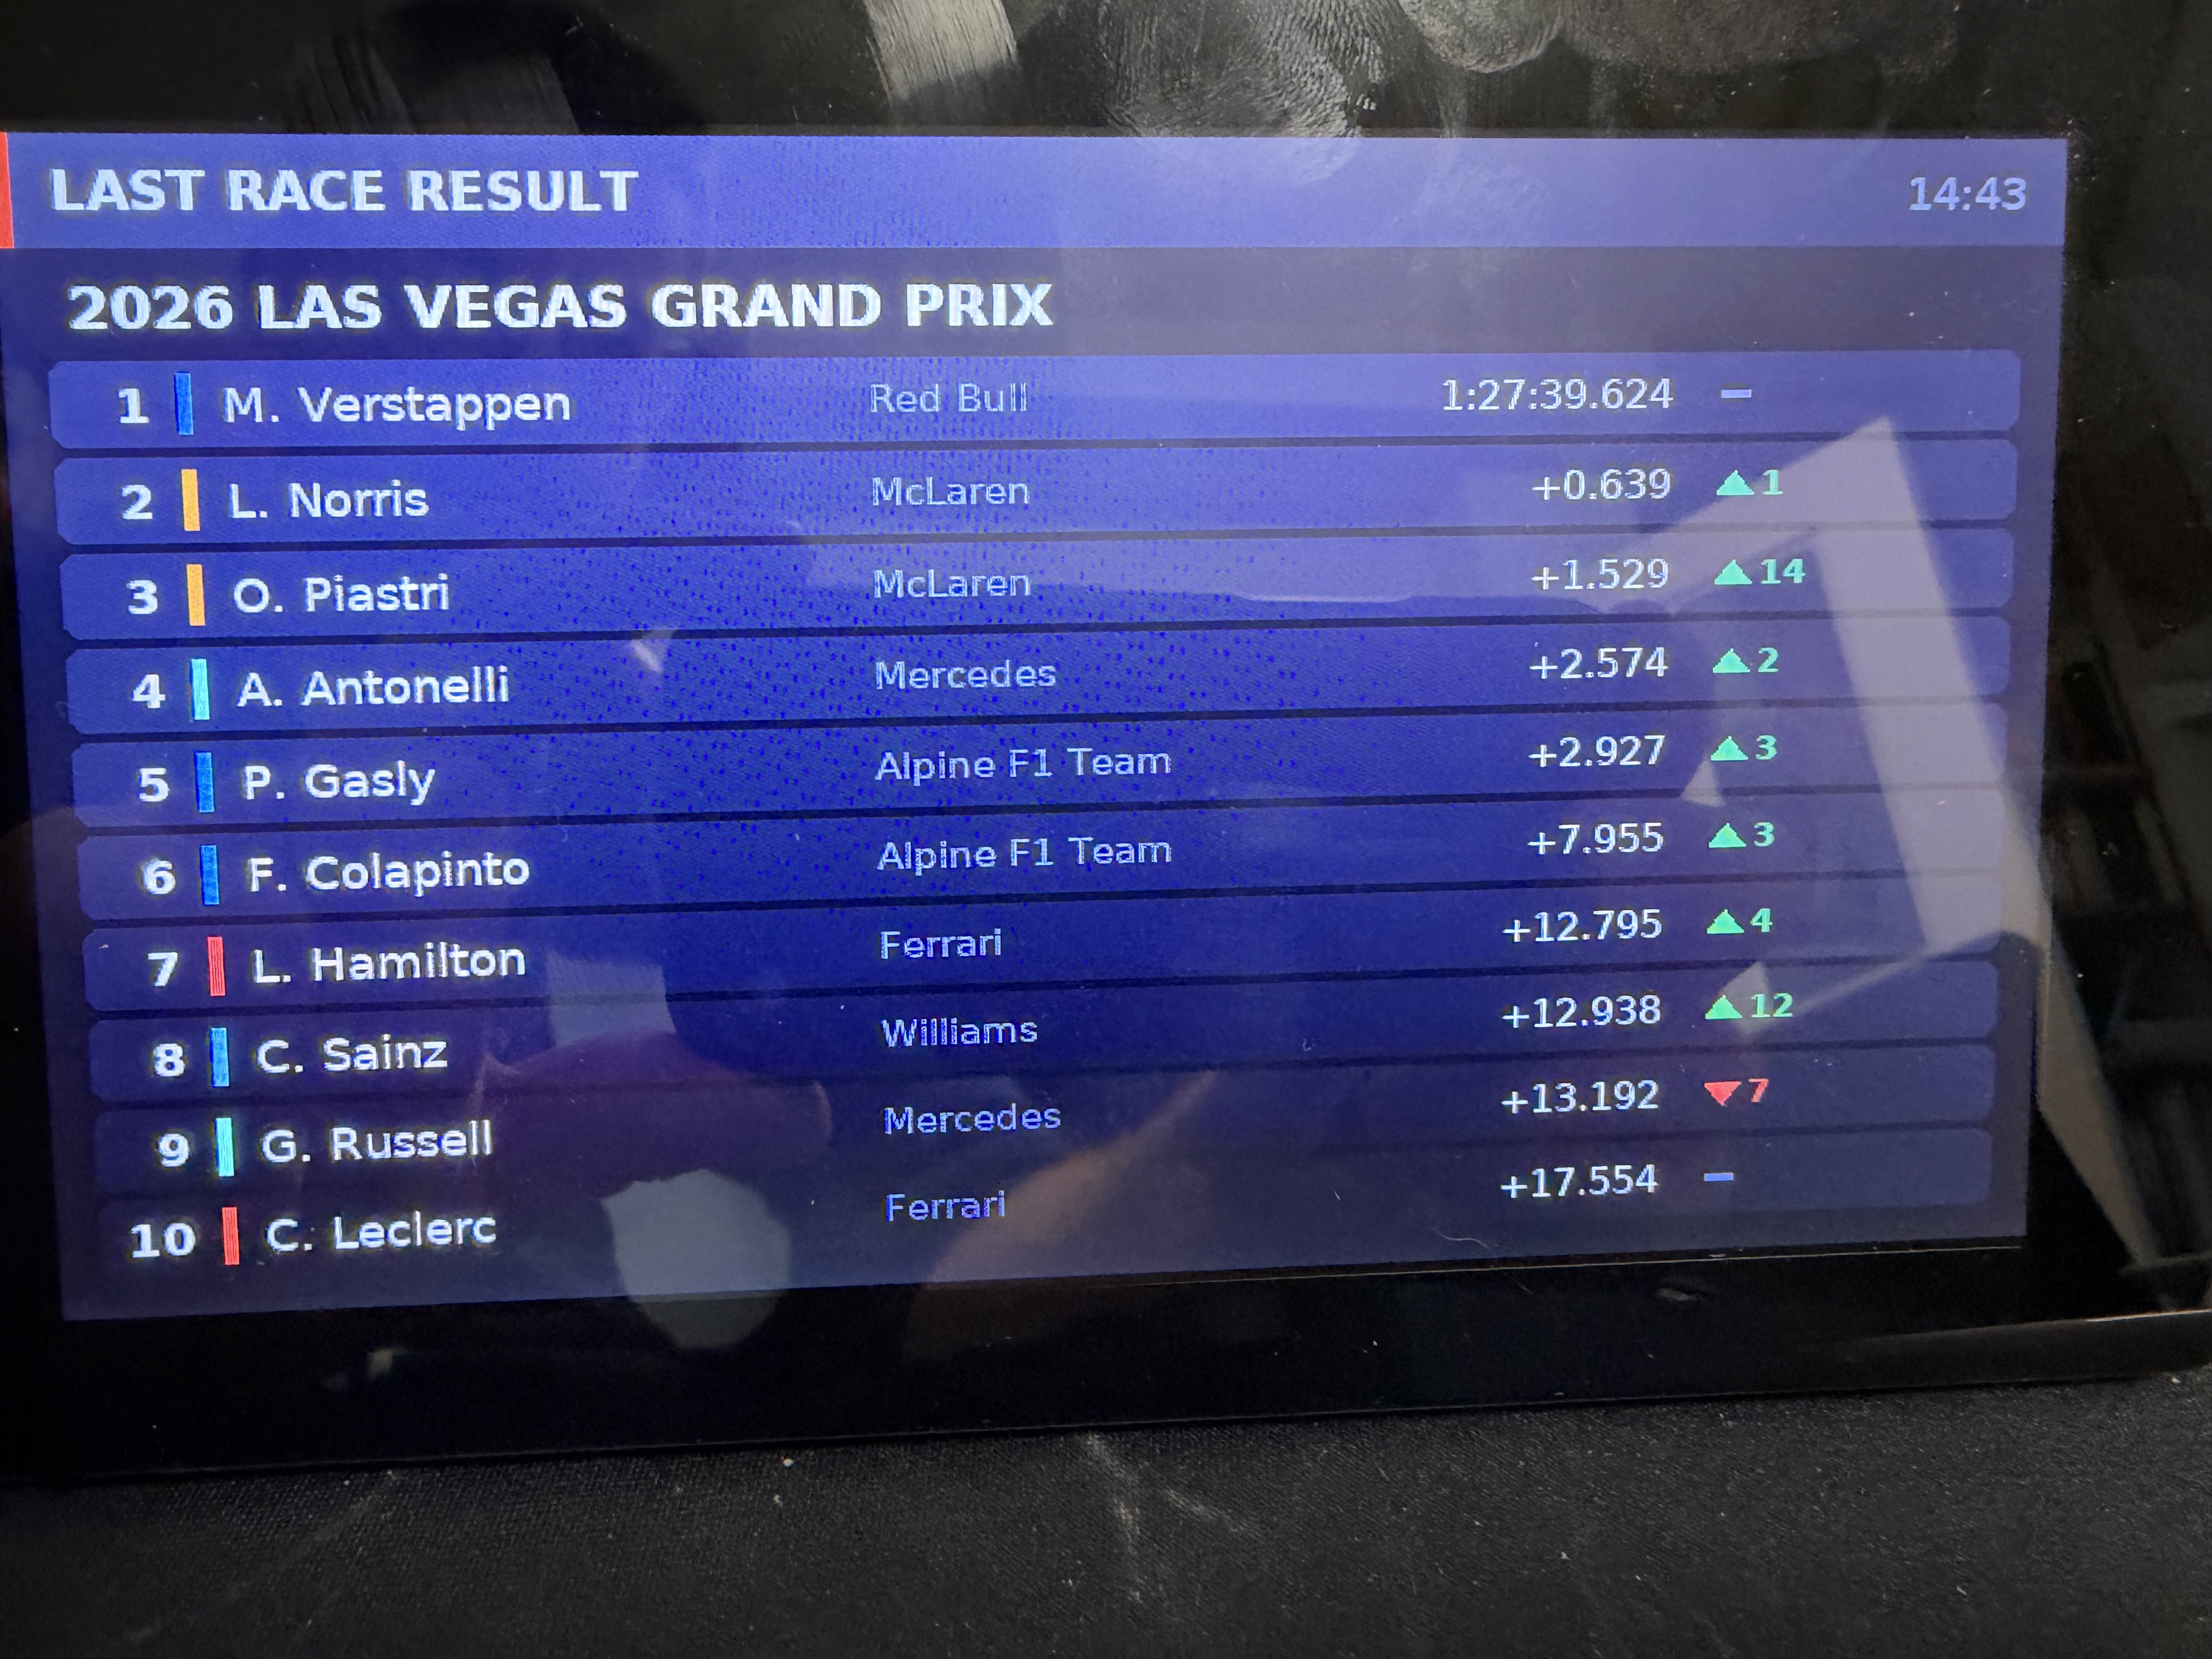 LAST RACE RESULT 14:43
2026 LAS VEGAS GRAND PRIX
1 M. Verstappen Red Bull 1:27:39.624 –
2 L. Norris McLaren +0.639 ▲1
3 O. Piastri McLaren +1.529 ▲14
4 A. Antonelli Mercedes +2.574 ▲2
5 P. Gasly Alpine F1 Team +2.927 ▲3
6 F. Colapinto Alpine F1 Team +7.955 ▲3
7 L. Hamilton Ferrari +12.795 ▲4
8 C. Sainz Williams +12.938 ▲12
9 G. Russell Mercedes +13.192 ▼7
10 C. Leclerc Ferrari +17.554 –